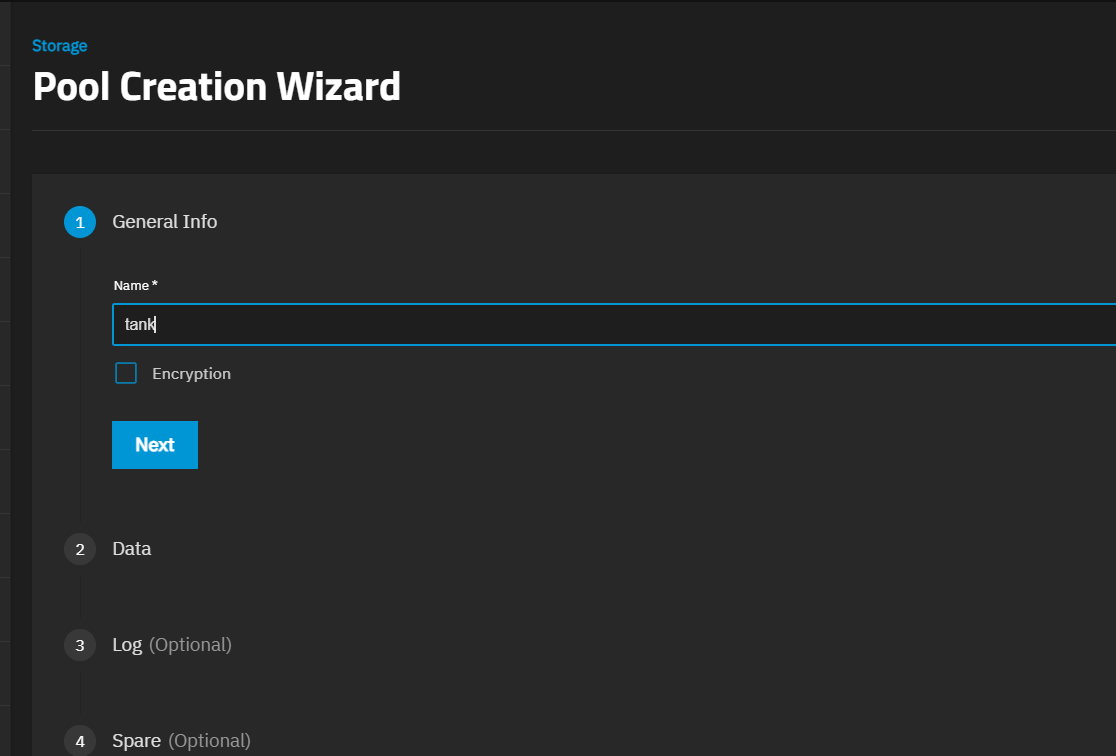 Storage
Pool Creation Wizard
1 General Info
Name *
tank
Encryption
Next
2 Data
3 Log (Optional)
4 Spare (Optional)